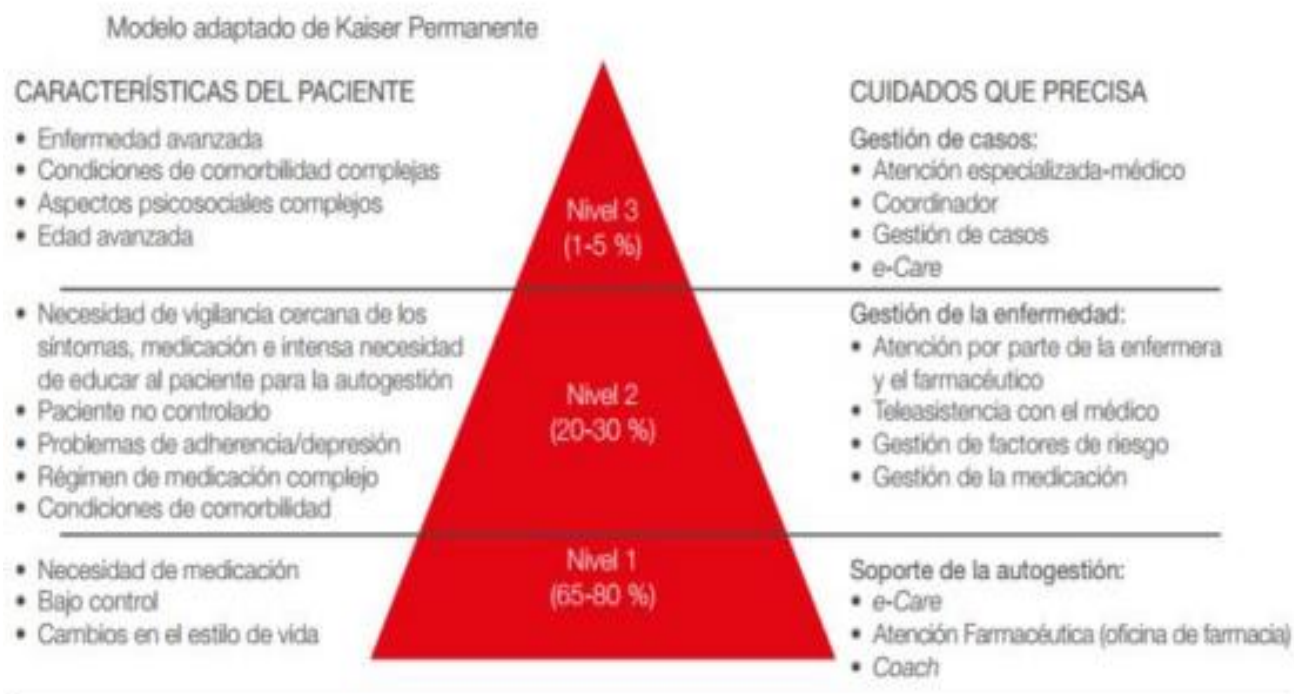 Modelo adaptado de Kaiser Permanente
CARACTERÍSTICAS DEL PACIENTE
• Enfermedad avanzada
• Condiciones de comorbilidad complejas
• Aspectos psicosociales complejos
• Edad avanzada
Nivel 3
(1-5 %)
CUIDADOS QUE PRECISA
Gestión de casos:
• Atención especializada-médico
• Coordinador
• Gestión de casos
• e-Care
• Necesidad de vigilancia cercana de los
síntomas, medicación e intensa necesidad
de educar al paciente para la autogestión
• Paciente no controlado
• Problemas de adherencia/depresión
• Régimen de medicación complejo
• Condiciones de comorbilidad
Nivel 2
(20-30 %)
Gestión de la enfermedad:
• Atención por parte de la enfermera
y el farmacéutico
• Teleasistencia con el médico
• Gestión de factores de riesgo
• Gestión de la medicación
• Necesidad de medicación
• Bajo control
• Cambios en el estilo de vida
Nivel 1
(65-80 %)
Soporte de la autogestión:
• e-Care
• Atención Farmacéutica (oficina de farmacia)
• Coach